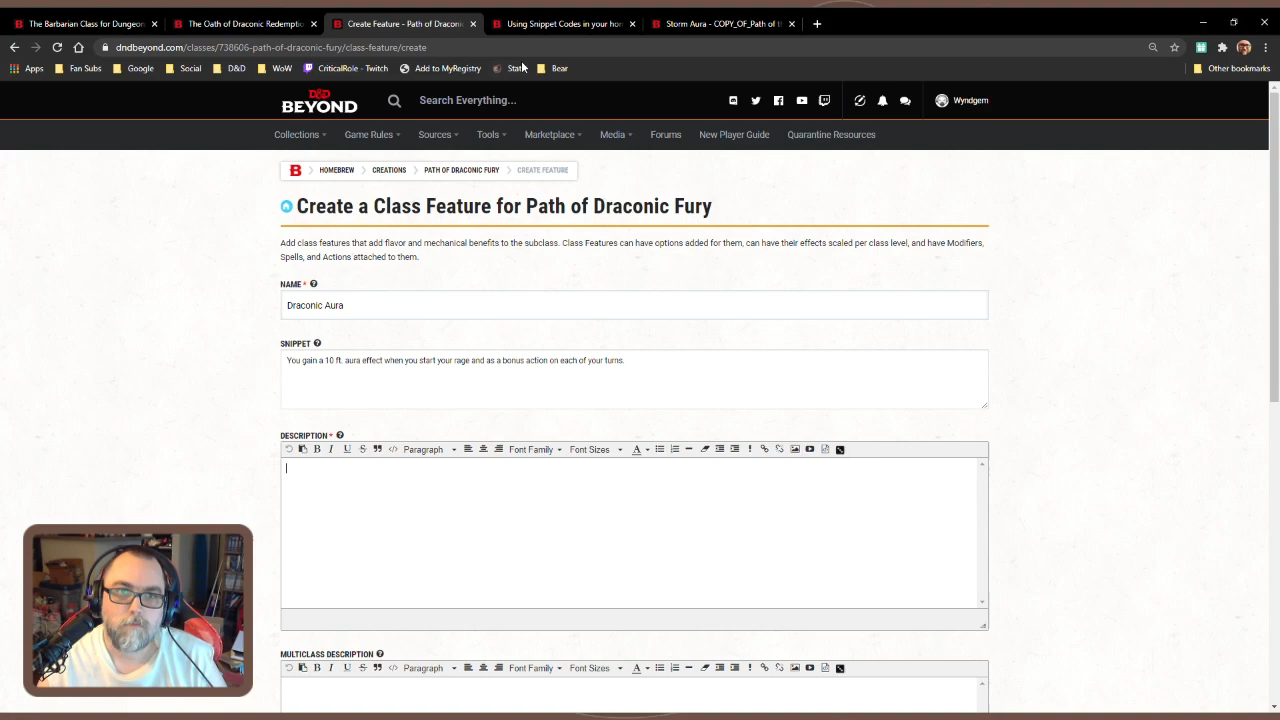 The Barbarian Class for Dungeon
The Oath of Draconic Redemption
Create Feature - Path of Draconic
Using Snippet Codes in your hon
Storm Aura - COPY_OF_Path of t
dndbeyond.com/classes/738606-path-of-draconic-fury/class-feature/create
Apps Fan Subs Google Social D&D WoW CriticalRole - Twitch Add to MyRegistry Stat Bear Other bookmarks
D&D
BEYOND
Search Everything...
Wyndgem
Collections Game Rules Sources Tools Marketplace Media Forums New Player Guide Quarantine Resources
B HOMEBREW CREATIONS PATH OF DRACONIC FURY CREATE FEATURE
Create a Class Feature for Path of Draconic Fury
Add class features that add flavor and mechanical benefits to the subclass. Class Features can have options added for them, can have their effects scaled per class level, and have Modifiers,
Spells, and Actions attached to them.
NAME *
Draconic Aura
SNIPPET
You gain a 10 ft. aura effect when you start your rage and as a bonus action on each of your turns.
DESCRIPTION *
B I U S Paragraph Font Family Font Sizes A
MULTICLASS DESCRIPTION
B I U S Paragraph Font Family Font Sizes A